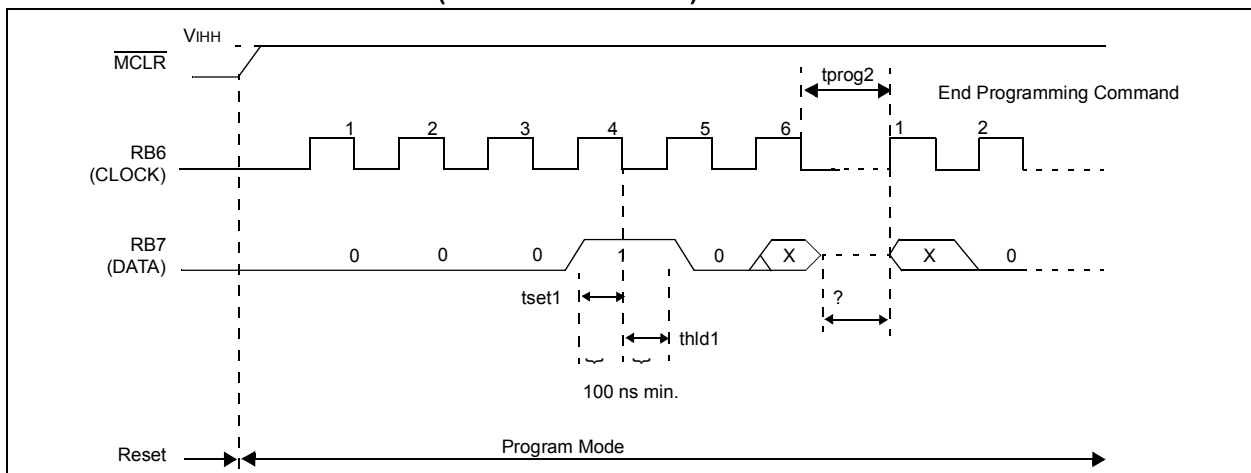 VIHH
MCLR
tprog2
End Programming Command
1 2 3 4 5 6 1 2
RB6
(CLOCK)
RB7
(DATA)
0 0 0 1 0 X X 0
tset1
?
thld1
100 ns min.
Program Mode
Reset